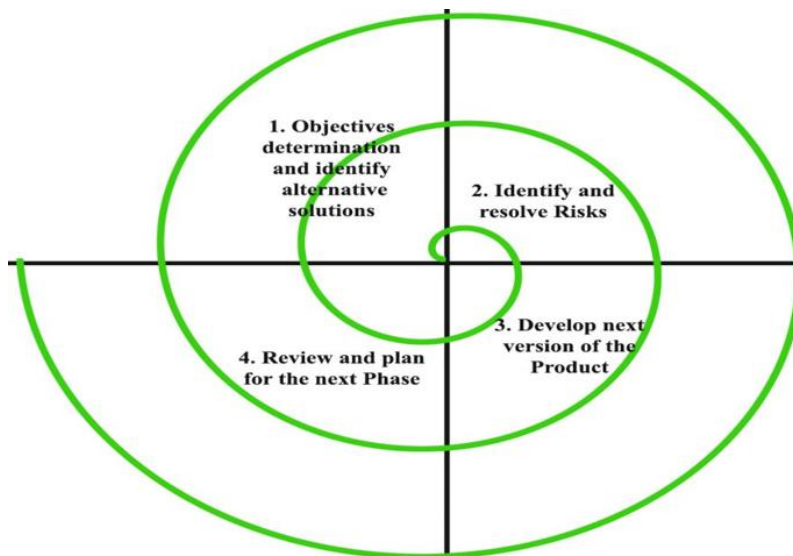 1. Objectives
determination
and identify
alternative
solutions
2. Identify and
resolve Risks
3. Develop next
version of the
Product
4. Review and plan
for the next Phase